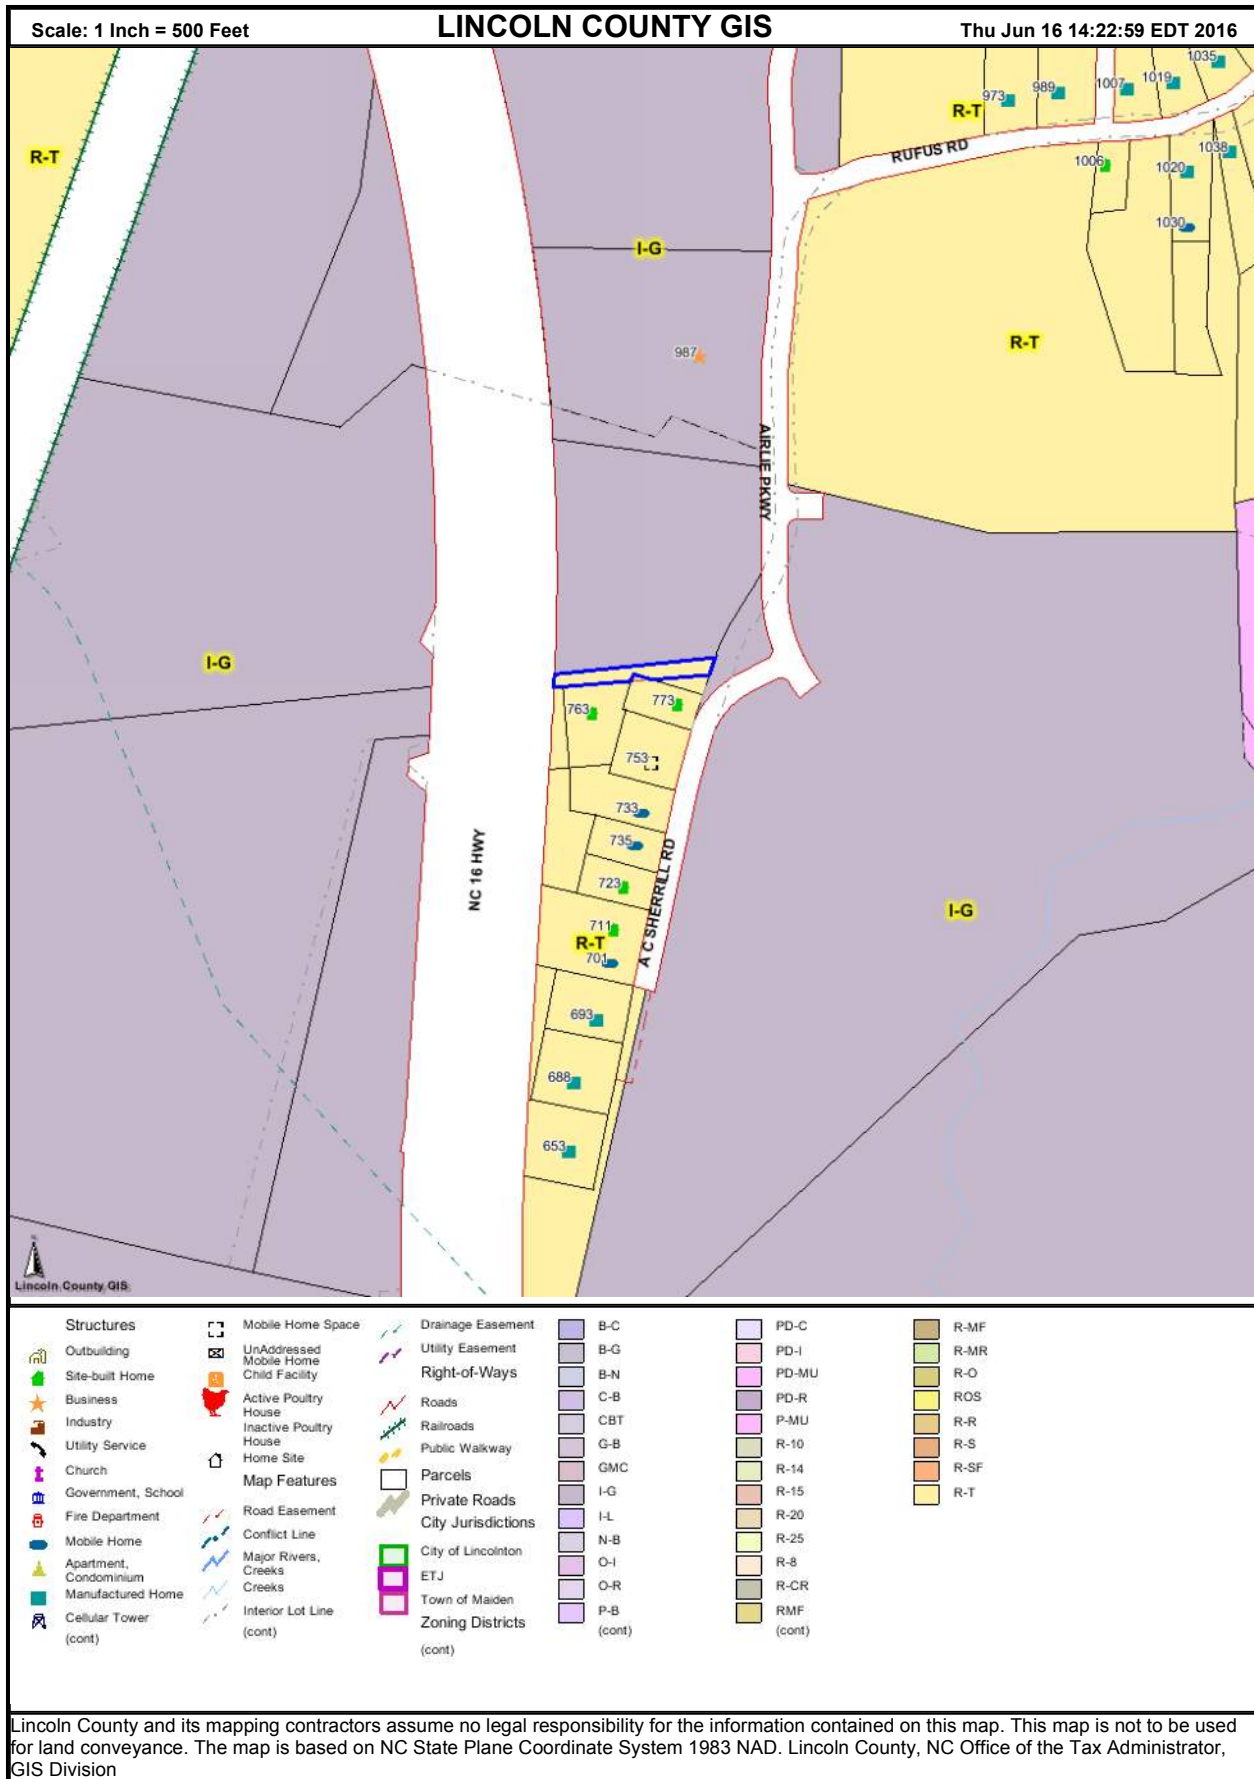 Scale: 1 Inch = 500 Feet
LINCOLN COUNTY GIS
Thu Jun 16 14:22:59 EDT 2016
1035
1019
1007
989
973
R-T
R-T
RUFUS RD
1038
1006
1020
1030
I-G
R-T
987
AIRLIE PKWY
I-G
763
773
753
733
735
NC 16 HWY
723
A C SHERRILL RD
I-G
711
R-T
701
693
688
653
Lincoln County GIS
Structures
Outbuilding
Site-built Home
Business
Industry
Utility Service
Church
Government, School
Fire Department
Mobile Home
Apartment,
Condominium
Manufactured Home
Cellular Tower
(cont)
Mobile Home Space
UnAddressed
Mobile Home
Child Facility
Active Poultry
House
Inactive Poultry
House
Home Site
Map Features
Road Easement
Conflict Line
Major Rivers,
Creeks
Creeks
Interior Lot Line
(cont)
Drainage Easement
Utility Easement
Right-of-Ways
Roads
Railroads
Public Walkway
Parcels
Private Roads
City Jurisdictions
City of Lincolnton
ETJ
Town of Maiden
Zoning Districts
(cont)
B-C
B-G
B-N
C-B
CBT
G-B
GMC
I-G
I-L
N-B
O-I
O-R
P-B
(cont)
PD-C
PD-I
PD-MU
PD-R
P-MU
R-10
R-14
R-15
R-20
R-25
R-8
R-CR
RMF
(cont)
R-MF
R-MR
R-O
ROS
R-R
R-S
R-SF
R-T
Lincoln County and its mapping contractors assume no legal responsibility for the information contained on this map. This map is not to be used
for land conveyance. The map is based on NC State Plane Coordinate System 1983 NAD. Lincoln County, NC Office of the Tax Administrator,
GIS Division